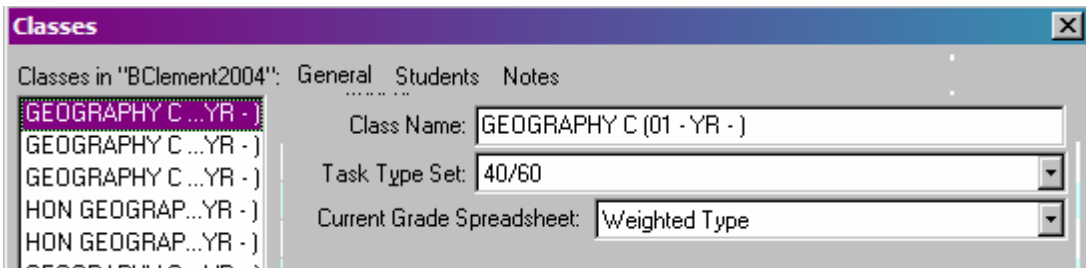 Classes
Classes in "BClement2004":
General Students Notes
GEOGRAPHY C ...YR - )
GEOGRAPHY C ...YR - )
GEOGRAPHY C ...YR - )
HON GEOGRAP...YR - )
HON GEOGRAP...YR - )
Class Name: GEOGRAPHY C (01 - YR - )
Task Type Set: 40/60
Current Grade Spreadsheet: Weighted Type